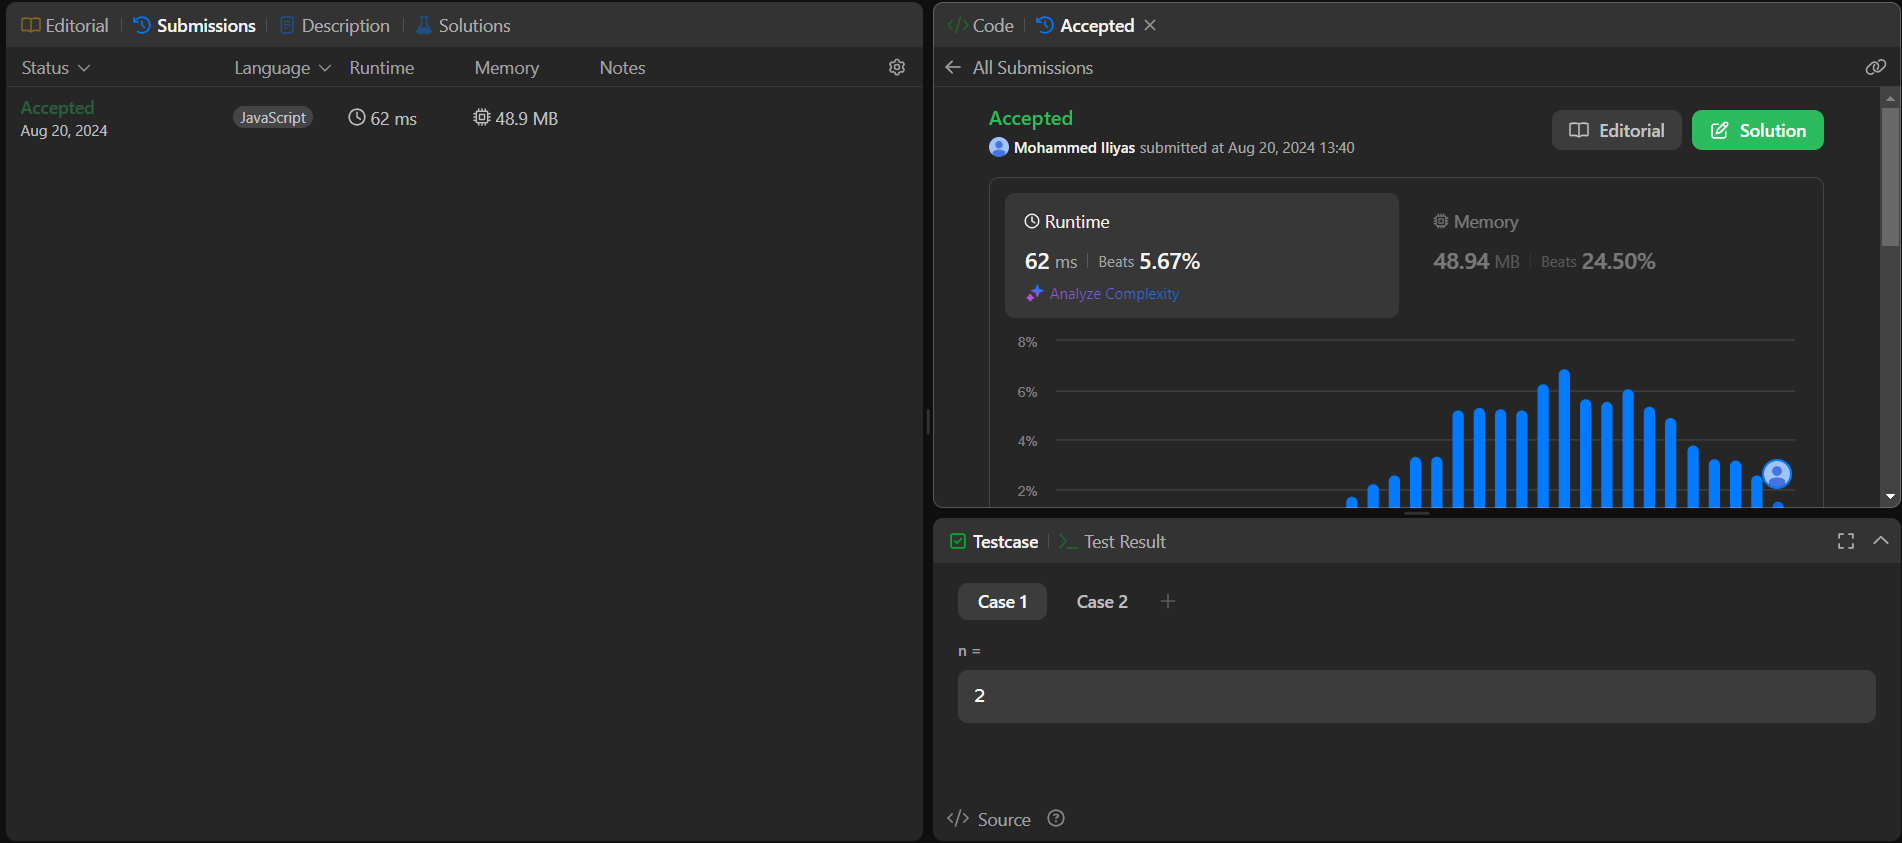 Editorial Submissions Description Solutions
Status Language Runtime Memory Notes
Accepted
Aug 20, 2024
JavaScript 62 ms 48.9 MB
Code Accepted
All Submissions
Accepted
Mohammed Iliyas submitted at Aug 20, 2024 13:40
Editorial Solution
Runtime
62 ms Beats 5.67%
Analyze Complexity
Memory
48.94 MB Beats 24.50%
8%
6%
4%
2%
Testcase >_ Test Result
Case 1 Case 2 +
n =
2
</> Source ?